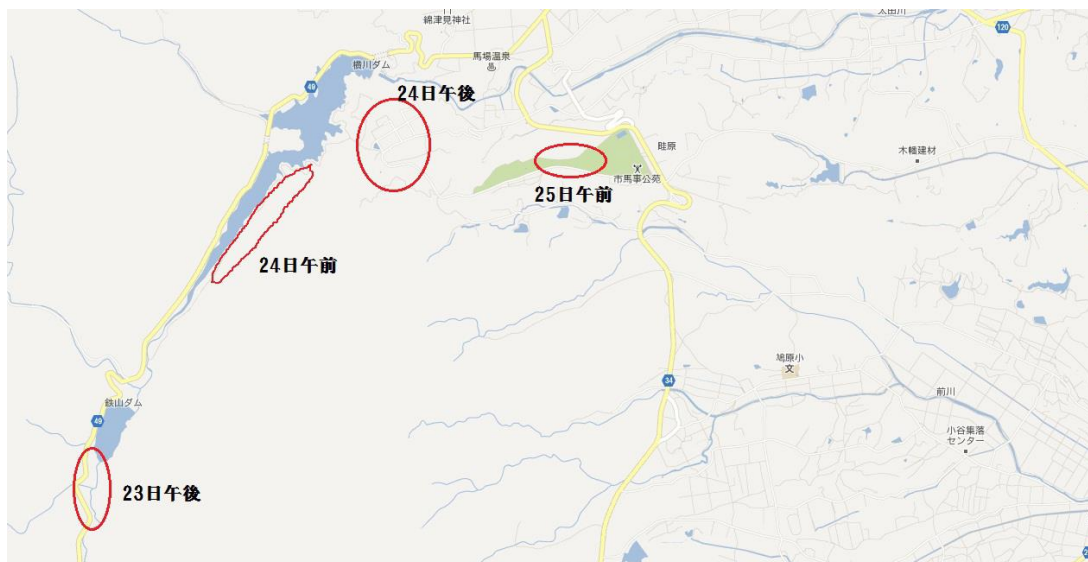 太田川
綿津見神社
120
馬場温泉
横川ダム
49
24日午後
畦原
木幡建材
市馬事公苑
25日午前
24日午前
鳩原小
文
34
鉄山ダム
前川
49
小谷集落
センター
23日午後